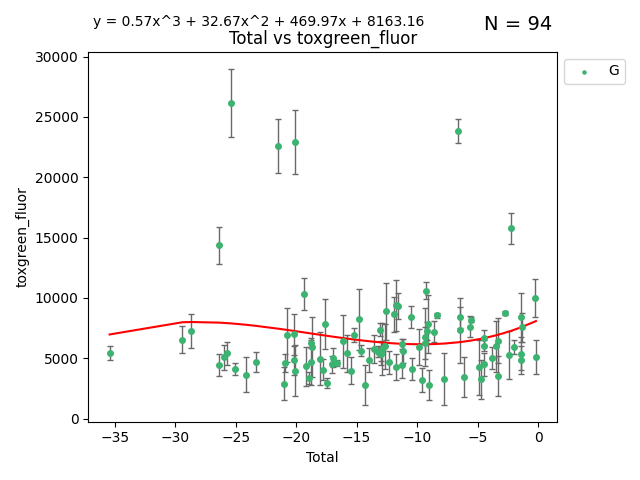 y = 0.57x^3 + 32.67x^2 + 469.97x + 8163.16
N = 94
Total vs toxgreen_fluor
G
30000
25000
20000
15000
10000
5000
0
toxgreen_fluor
−35 −30 −25 −20 −15 −10 −5 0
Total